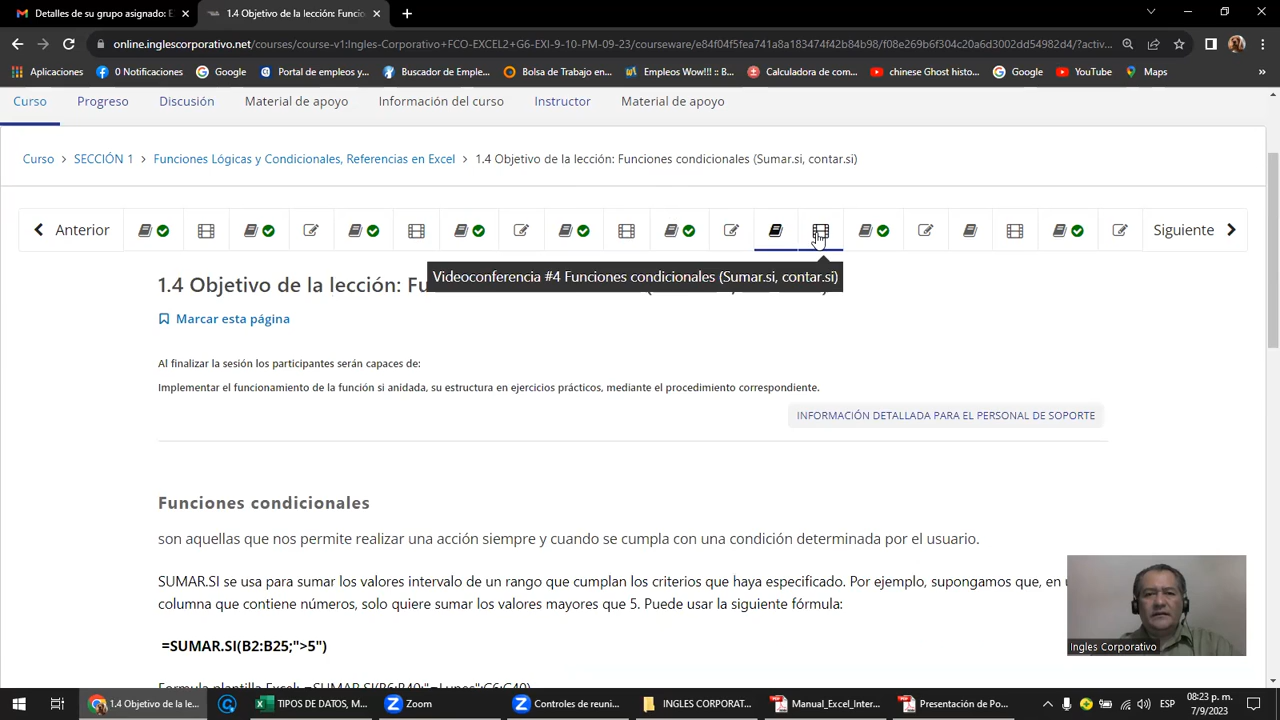 Detalles de su grupo asignado: E
1.4 Objetivo de la lección: Funcio
online.inglescorporativo.net/courses/course-v1:Ingles-Corporativo+FCO-EXCEL2+G6-EXI-9-10-PM-09-23/courseware/e84f04f5fea741a8a183474f42b84b98/f08e269b6f304c20a6d3002dd54982d4/?activ...
Aplicaciones
0 Notificaciones
Google
Portal de empleos y...
Buscador de Empleo...
Bolsa de Trabajo en...
Empleos Wow!!! :: B...
Calculadora de com...
chinese Ghost histo...
Google
YouTube
Maps
»
Curso
Progreso
Discusión
Material de apoyo
Información del curso
Instructor
Material de apoyo
Curso > SECCIÓN 1 > Funciones Lógicas y Condicionales, Referencias en Excel > 1.4 Objetivo de la lección: Funciones condicionales (Sumar.si, contar.si)
Anterior
Siguiente
Videoconferencia #4 Funciones condicionales (Sumar.si, contar.si)
1.4 Objetivo de la lección: Fu
Marcar esta página
Al finalizar la sesión los participantes serán capaces de:
Implementar el funcionamiento de la función si anidada, su estructura en ejercicios prácticos, mediante el procedimiento correspondiente.
INFORMACIÓN DETALLADA PARA EL PERSONAL DE SOPORTE
Funciones condicionales
son aquellas que nos permite realizar una acción siempre y cuando se cumpla con una condición determinada por el usuario.
SUMAR.SI se usa para sumar los valores intervalo de un rango que cumplan los criterios que haya especificado. Por ejemplo, supongamos que, en u
columna que contiene números, solo quiere sumar los valores mayores que 5. Puede usar la siguiente fórmula:
=SUMAR.SI(B2:B25;">5")
Ingles Corporativo
1.4 Objetivo de la le...
TIPOS DE DATOS, M...
Zoom
Controles de reuni...
INGLES CORPORAT...
Manual_Excel_Inter...
Presentación de Po...
ESP
08:23 p. m.
7/9/2023